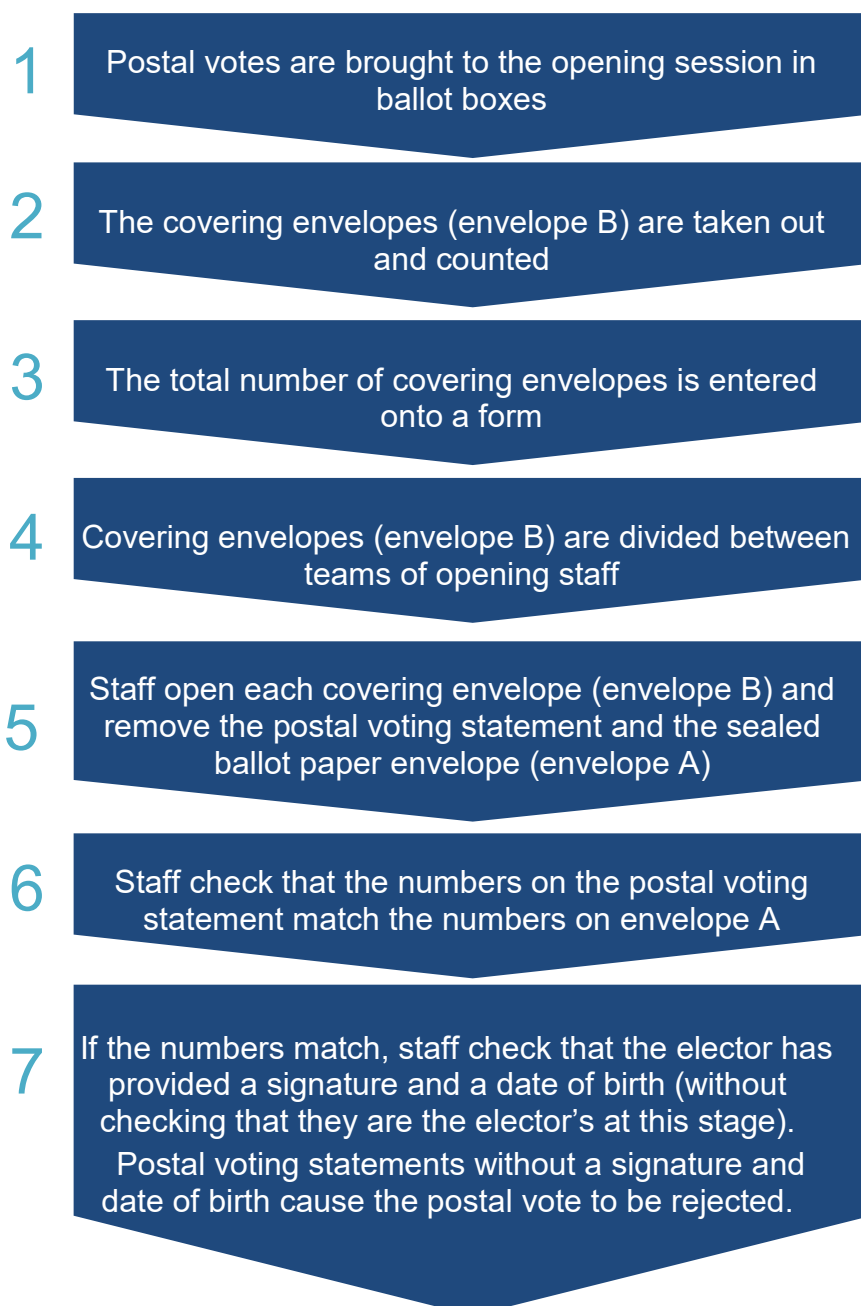 1
Postal votes are brought to the opening session in
ballot boxes
2
The covering envelopes (envelope B) are taken out
and counted
3
The total number of covering envelopes is entered
onto a form
4
Covering envelopes (envelope B) are divided between
teams of opening staff
5
Staff open each covering envelope (envelope B) and
remove the postal voting statement and the sealed
ballot paper envelope (envelope A)
6
Staff check that the numbers on the postal voting
statement match the numbers on envelope A
7
If the numbers match, staff check that the elector has
provided a signature and a date of birth (without
checking that they are the elector’s at this stage).
Postal voting statements without a signature and
date of birth cause the postal vote to be rejected.